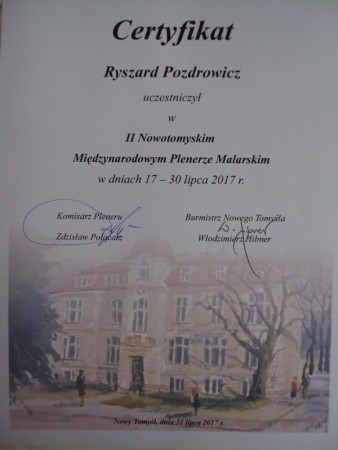 Certyfikat
Ryszard Pozdrowicz
uczestniczył
w
II Nowotomyskim
Międzynarodowym Plenerze Malarskim
w dniach 17 – 30 lipca 2017 r.
Komisarz Pleneru
Zdzisław Połącarz
Burmistrz Nowego Tomyśla
Włodzimierz Hibner
Nowy Tomyśl, dnia 31 lipca 2017 r.